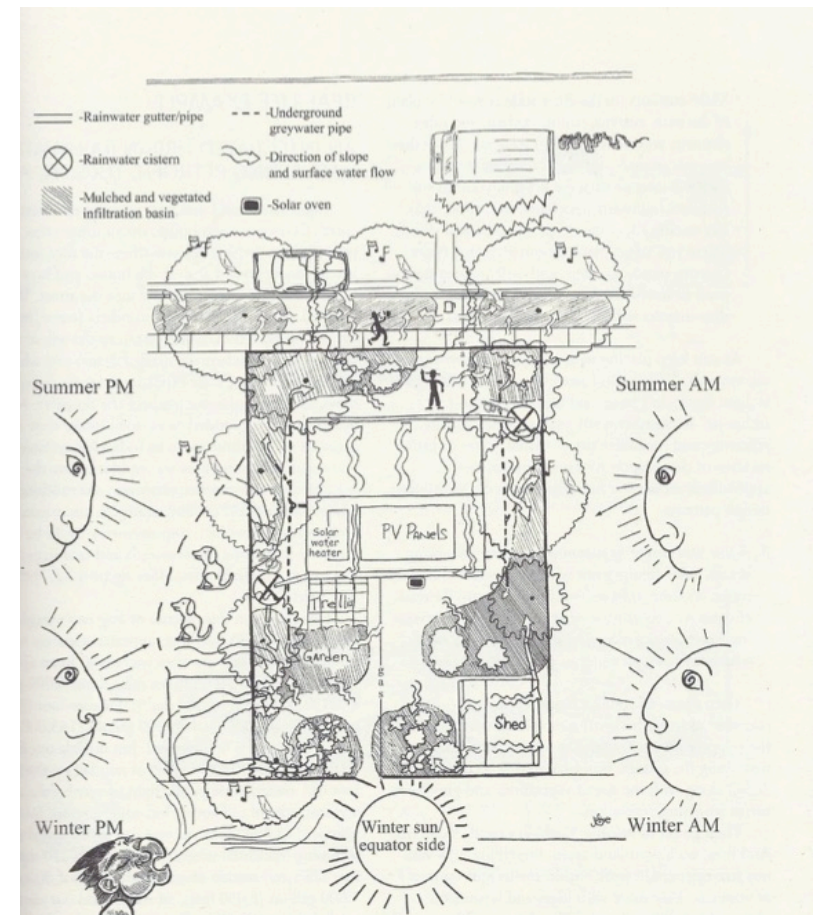 -Rainwater gutter/pipe
-Underground
greywater pipe
-Rainwater cistern
-Direction of slope
and surface water flow
-Mulched and vegetated
infiltration basin
-Solar oven
Summer PM
Summer AM
water
Solar
water
heater
PV PANELS
Trellis
GARDEN
gas
Shed
Winter PM
Winter sun/
equator side
Winter AM